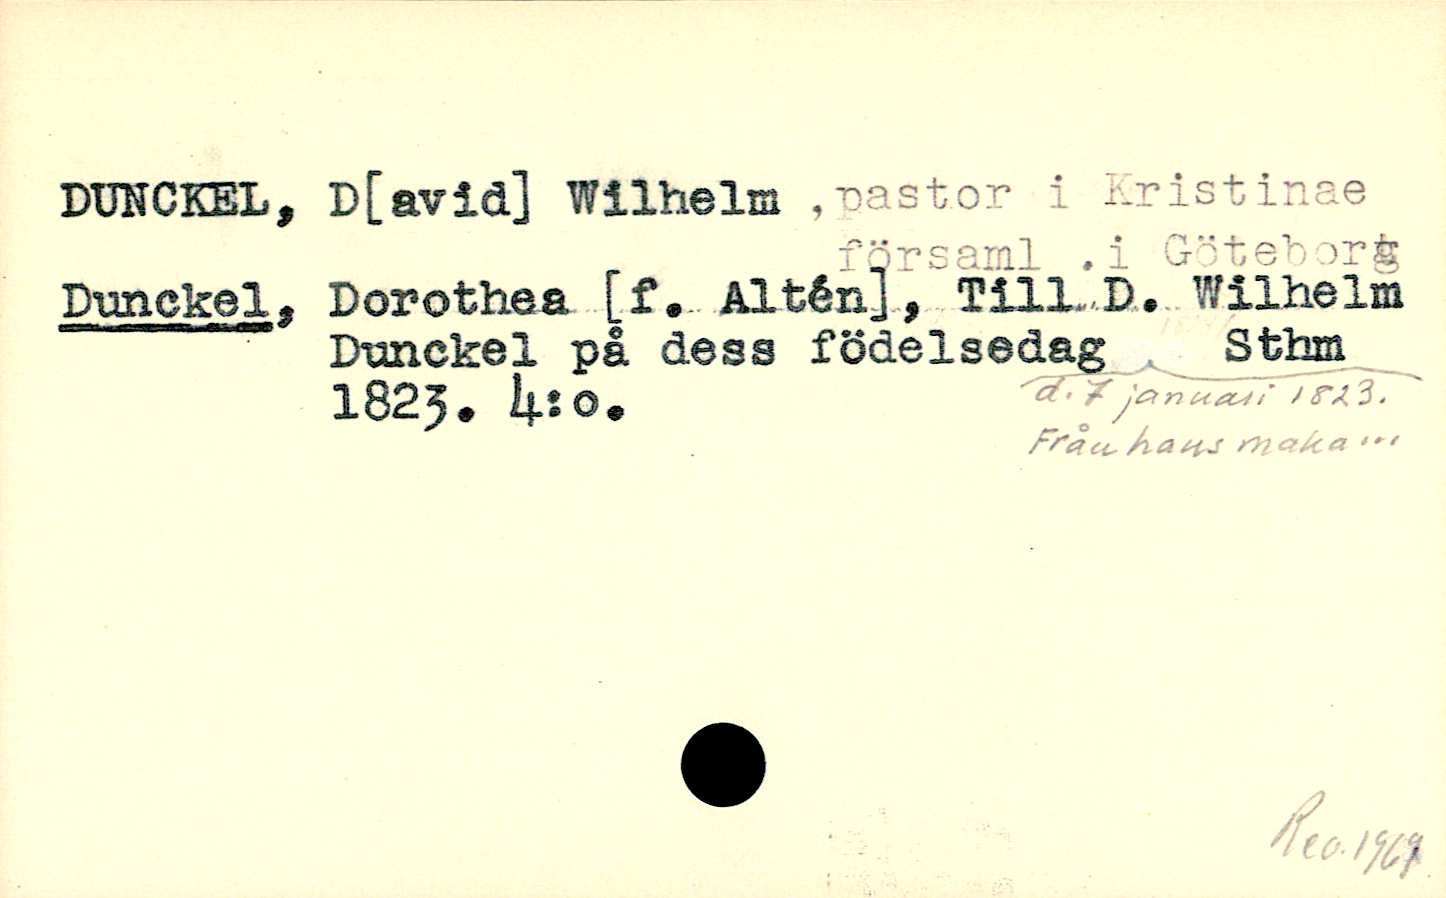 DUNCKEL, D[avid] Wilhelm , pastor i Kristinae
församl . i Göteborg
Dunckel, Dorothea [f. Altén], Till D. Wilhelm
Dunckel på dess födelsedag Sthm
d. 7 januari 1823.
1823. 4:o.
Från hans maka ...
Rev. 1969